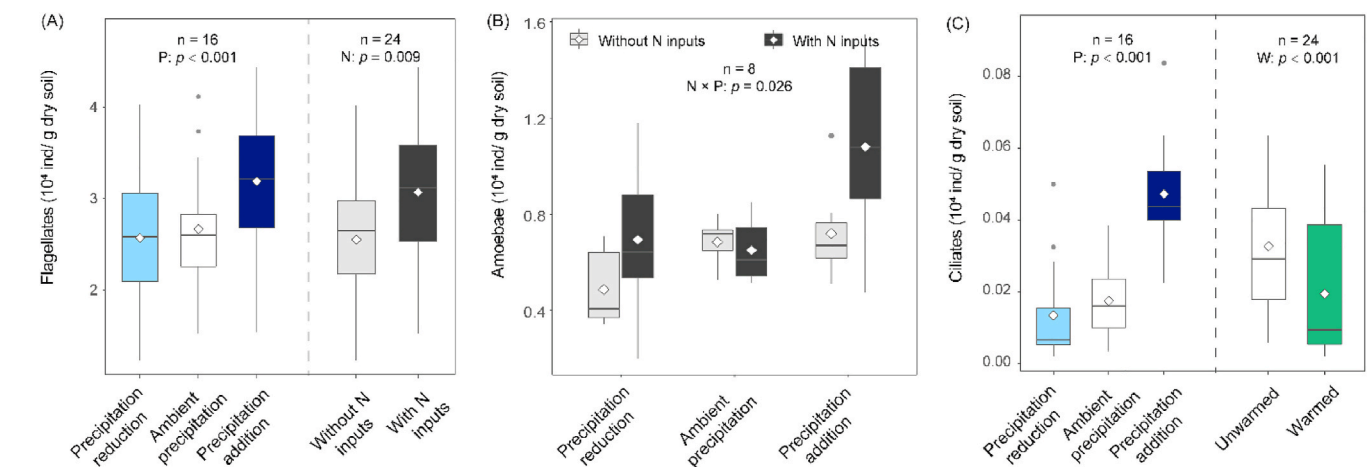 (A)
n = 16
P: p < 0.001
n = 24
N: p = 0.009
Flagellates (10⁴ ind/ g dry soil)
4
3
2
Precipitation
reduction
Ambient
precipitation
Precipitation
addition
Without N
inputs
With N
inputs
(B)
Without N inputs
With N inputs
n = 8
N × P: p = 0.026
Amoebae (10⁴ ind/ g dry soil)
1.6
1.2
0.8
0.4
Precipitation
reduction
Ambient
precipitation
Precipitation
addition
(C)
n = 16
P: p < 0.001
n = 24
W: p < 0.001
Ciliates (10⁴ ind/ g dry soil)
0.08
0.06
0.04
0.02
0.00
Precipitation
reduction
Ambient
precipitation
Precipitation
addition
Unwarmed
Warmed